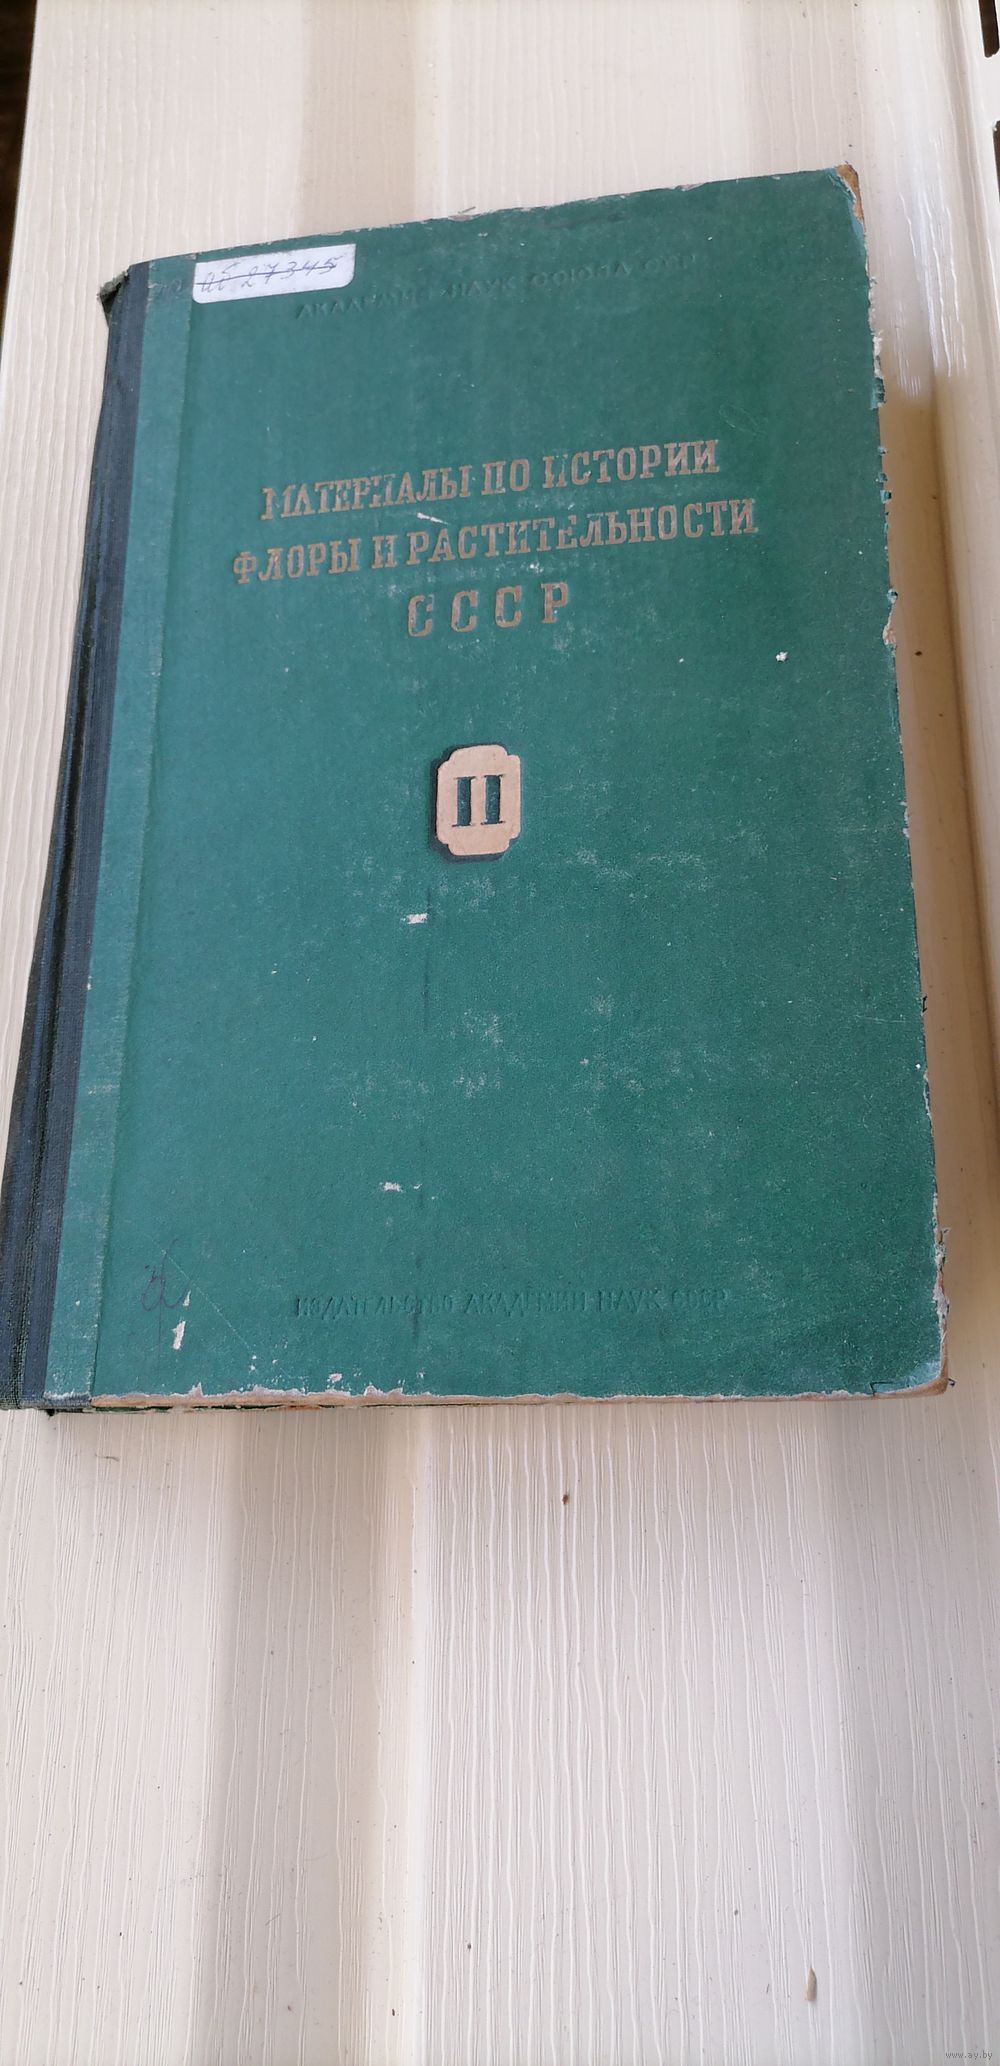 аб 27345
АКАДЕМИЯ НАУК СОЮЗА ССР
МАТЕРИАЛЫ ПО ИСТОРИИ
ФЛОРЫ И РАСТИТЕЛЬНОСТИ
СССР
II
ИЗДАТЕЛЬСТВО АКАДЕМИИ НАУК СССР
www.ay.by